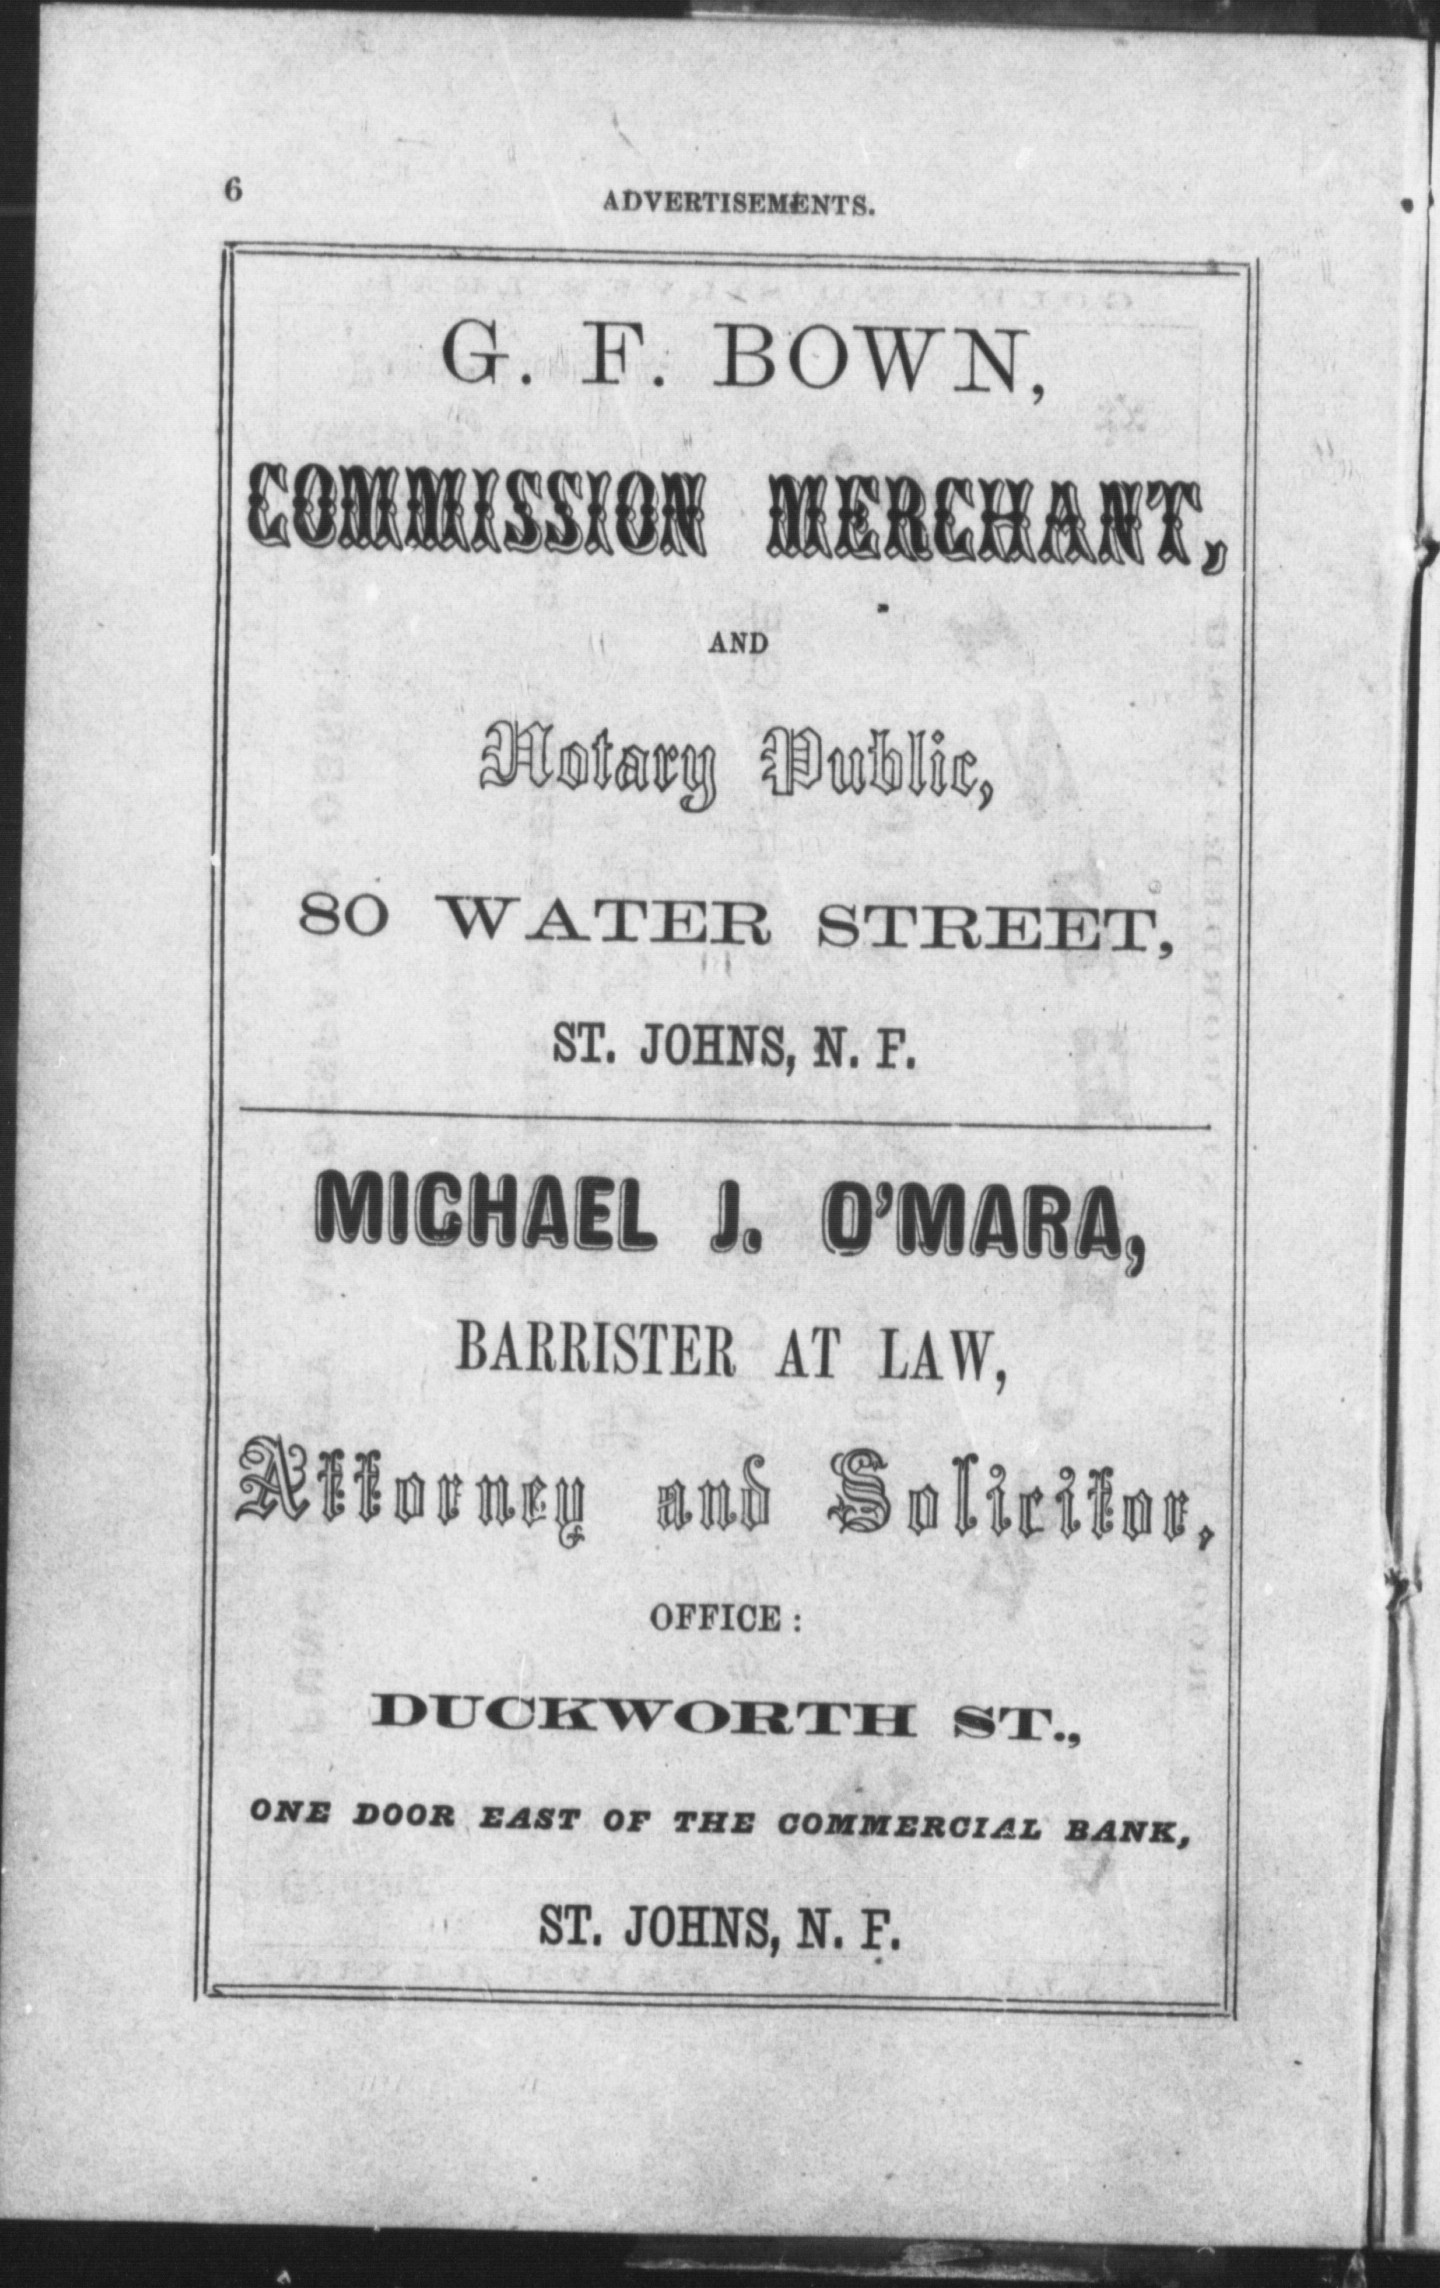 6
ADVERTISEMENTS.
G. F. BOWN,
COMMISSION MERCHANT,
AND
Notary Public,
80 WATER STREET,
ST. JOHNS, N. F.
MICHAEL J. O'MARA,
BARRISTER AT LAW,
Attorney and Solicitor,
OFFICE:
DUCKWORTH ST.,
ONE DOOR EAST OF THE COMMERCIAL BANK,
ST. JOHNS, N. F.